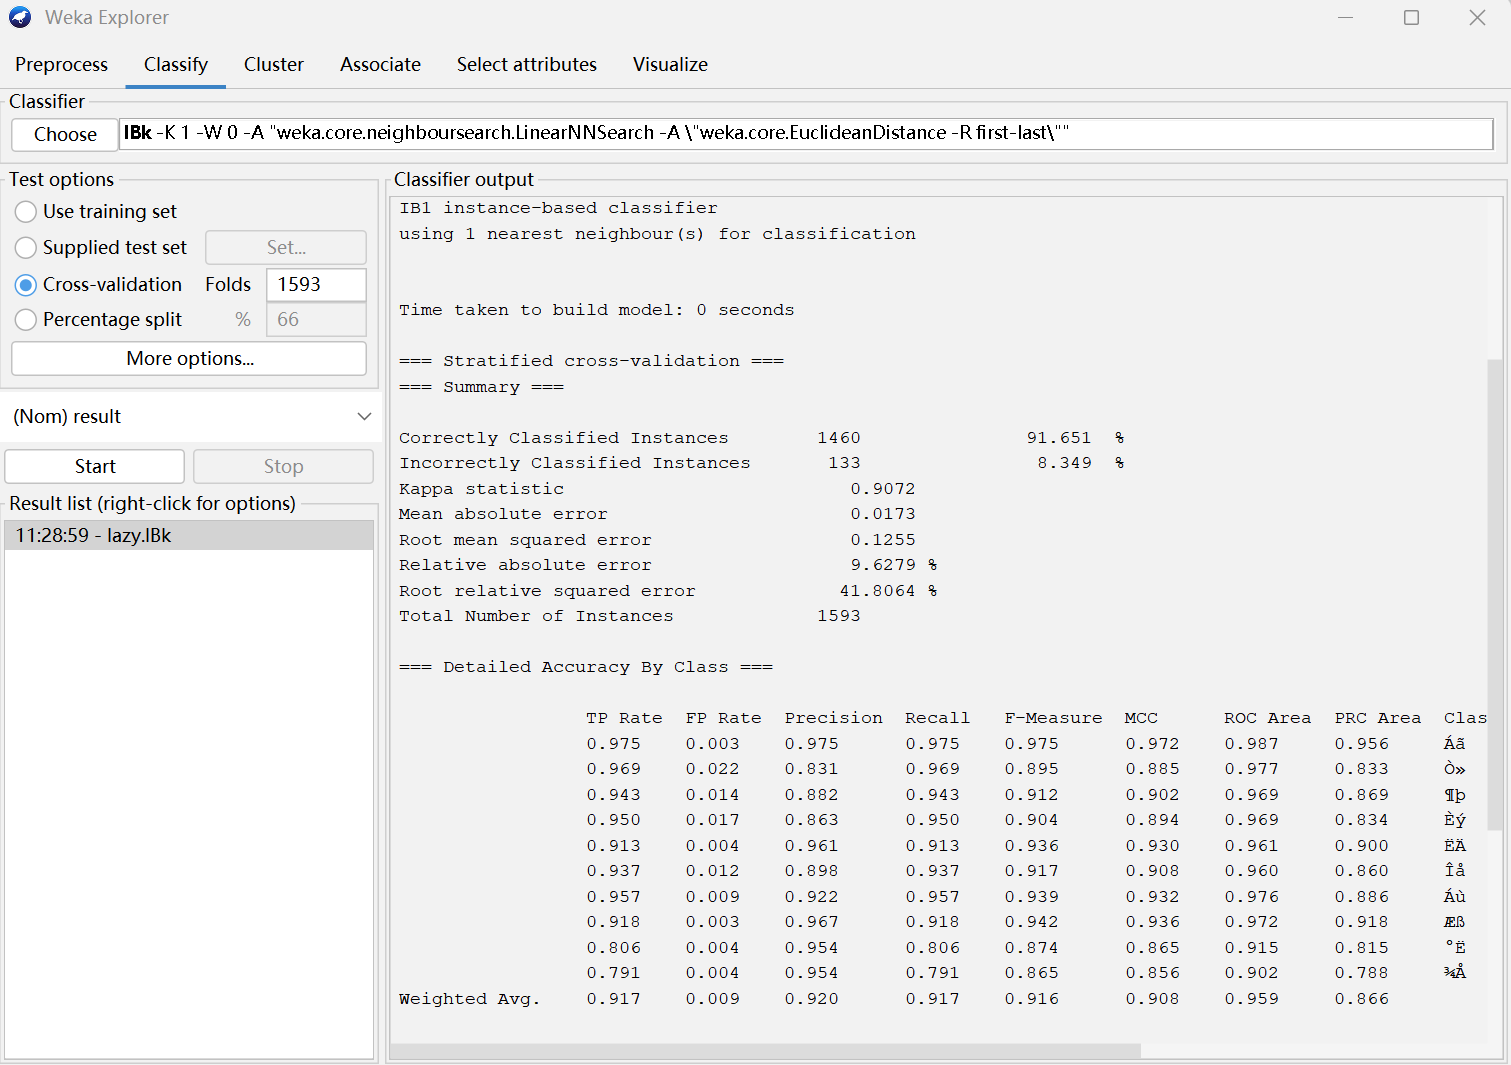 Weka Explorer
Preprocess Classify Cluster Associate Select attributes Visualize
Classifier
Choose IBk -K 1 -W 0 -A "weka.core.neighboursearch.LinearNNSearch -A \"weka.core.EuclideanDistance -R first-last\""
Test options
Use training set
Supplied test set Set...
Cross-validation Folds 1593
Percentage split % 66
More options...
(Nom) result
Start Stop
Result list (right-click for options)
11:28:59 - lazy.IBk
Classifier output
IB1 instance-based classifier
using 1 nearest neighbour(s) for classification
Time taken to build model: 0 seconds
=== Stratified cross-validation ===
=== Summary ===
Correctly Classified Instances 1460 91.651 %
Incorrectly Classified Instances 133 8.349 %
Kappa statistic 0.9072
Mean absolute error 0.0173
Root mean squared error 0.1255
Relative absolute error 9.6279 %
Root relative squared error 41.8064 %
Total Number of Instances 1593
=== Detailed Accuracy By Class ===
TP Rate FP Rate Precision Recall F-Measure MCC ROC Area PRC Area Clas
0.975 0.003 0.975 0.975 0.975 0.972 0.987 0.956 Áã
0.969 0.022 0.831 0.969 0.895 0.885 0.977 0.833 Ò»
0.943 0.014 0.882 0.943 0.912 0.902 0.969 0.869 ¶þ
0.950 0.017 0.863 0.950 0.904 0.894 0.969 0.834 Èý
0.913 0.004 0.961 0.913 0.936 0.930 0.961 0.900 ËÄ
0.937 0.012 0.898 0.937 0.917 0.908 0.960 0.860 Îå
0.957 0.009 0.922 0.957 0.939 0.932 0.976 0.886 Áù
0.918 0.003 0.967 0.918 0.942 0.936 0.972 0.918 Æß
0.806 0.004 0.954 0.806 0.874 0.865 0.915 0.815 °Ë
0.791 0.004 0.954 0.791 0.865 0.856 0.902 0.788 ¾Å
Weighted Avg. 0.917 0.009 0.920 0.917 0.916 0.908 0.959 0.866